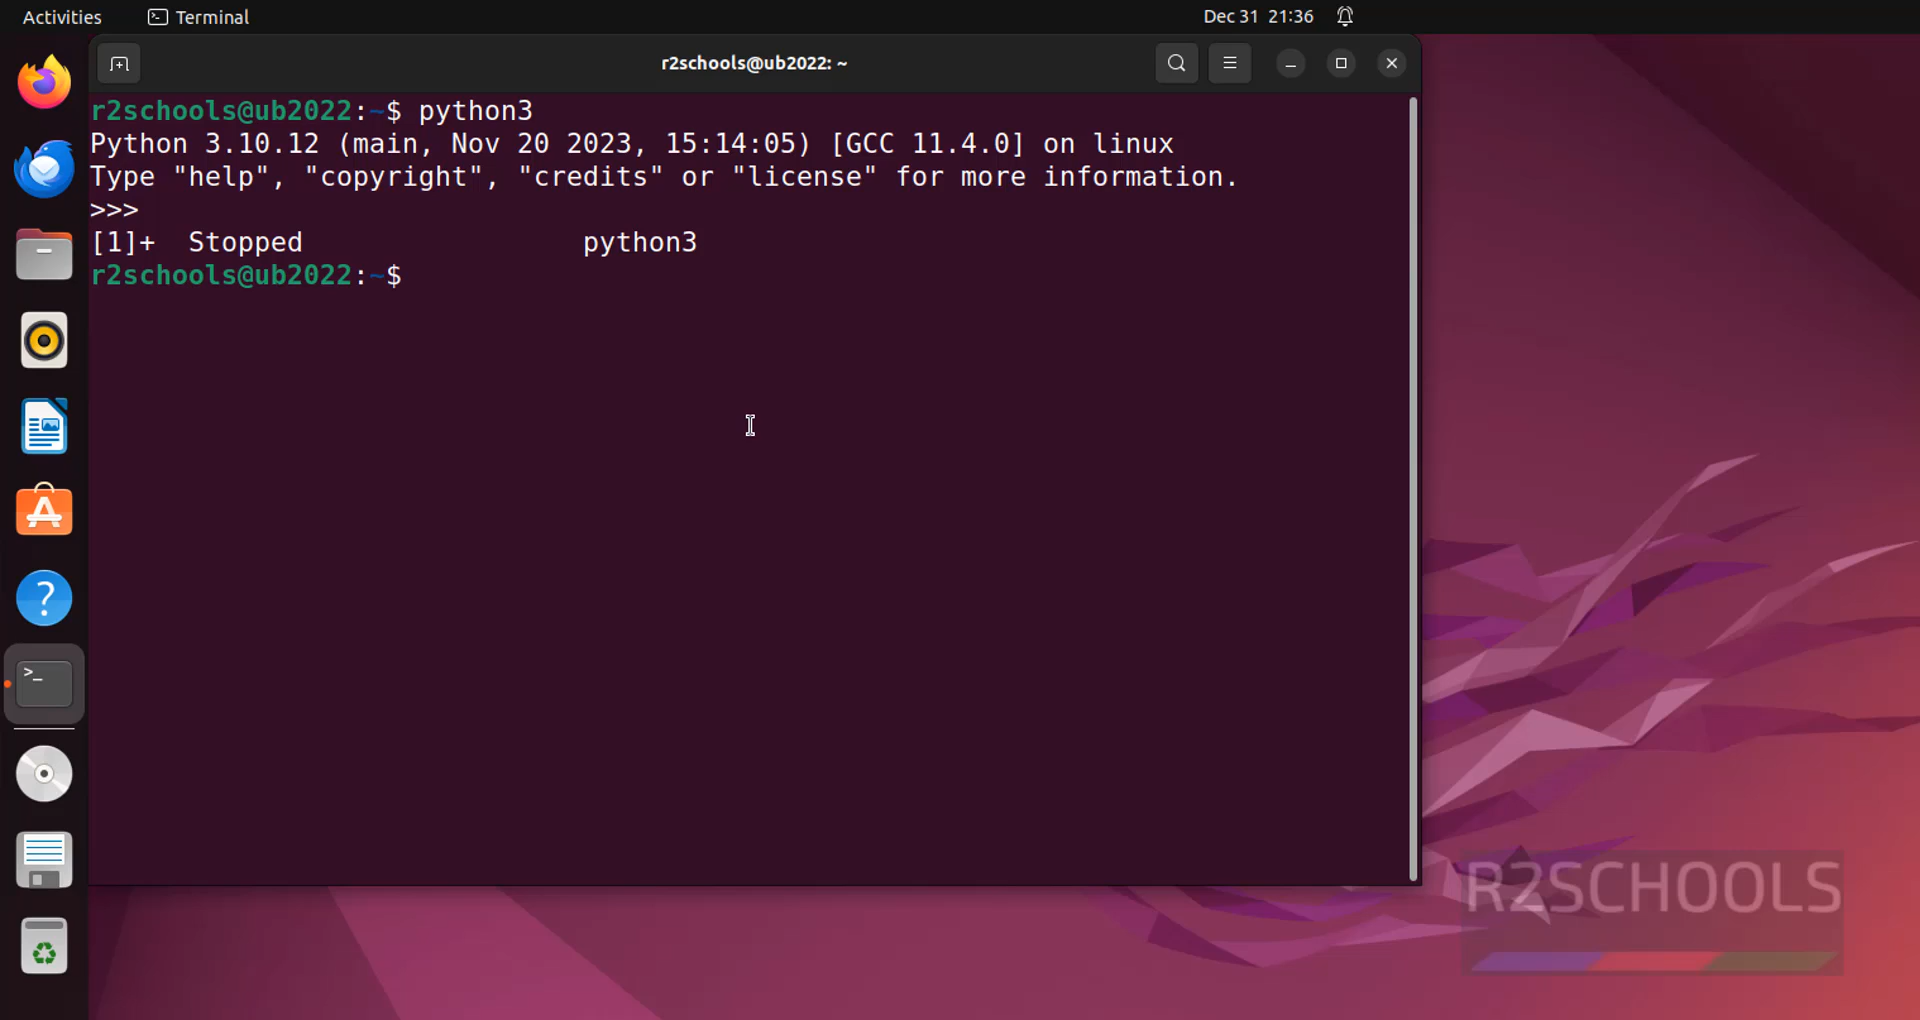 Activities
Terminal
Dec 31 21:36
r2schools@ub2022: ~
r2schools@ub2022:~$ python3
Python 3.10.12 (main, Nov 20 2023, 15:14:05) [GCC 11.4.0] on linux
Type "help", "copyright", "credits" or "license" for more information.
>>>
[1]+  Stopped                 python3
r2schools@ub2022:~$
R2SCHOOLS